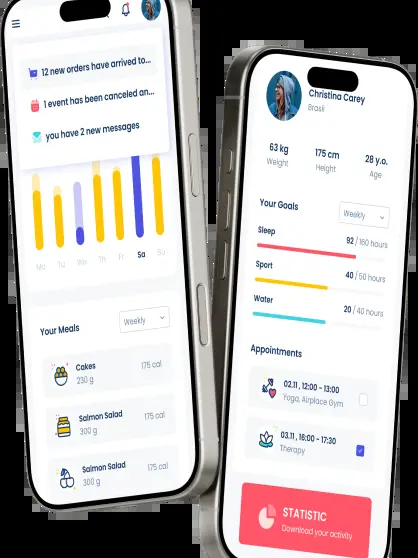 12 new orders have arrived to...
1 event has been canceled an...
you have 2 new messages
Mo Tu We Th Fr Sa Su
Your Meals
Weekly
Cakes
230 g
175 cal
Salmon Salad
300 g
175 cal
Salmon Salad
300 g
175 cal
Christina Carey
Brasil
63 kg
Weight
175 cm
Height
28 y.o.
Age
Your Goals
Weekly
Sleep
92 / 160 hours
Sport
40 / 50 hours
Water
20 / 40 hours
Appointments
02.11 , 12:00 - 13:00
Yoga, Airplace Gym
03.11 , 16:00 - 17:30
Therapy
STATISTIC
Download your activity